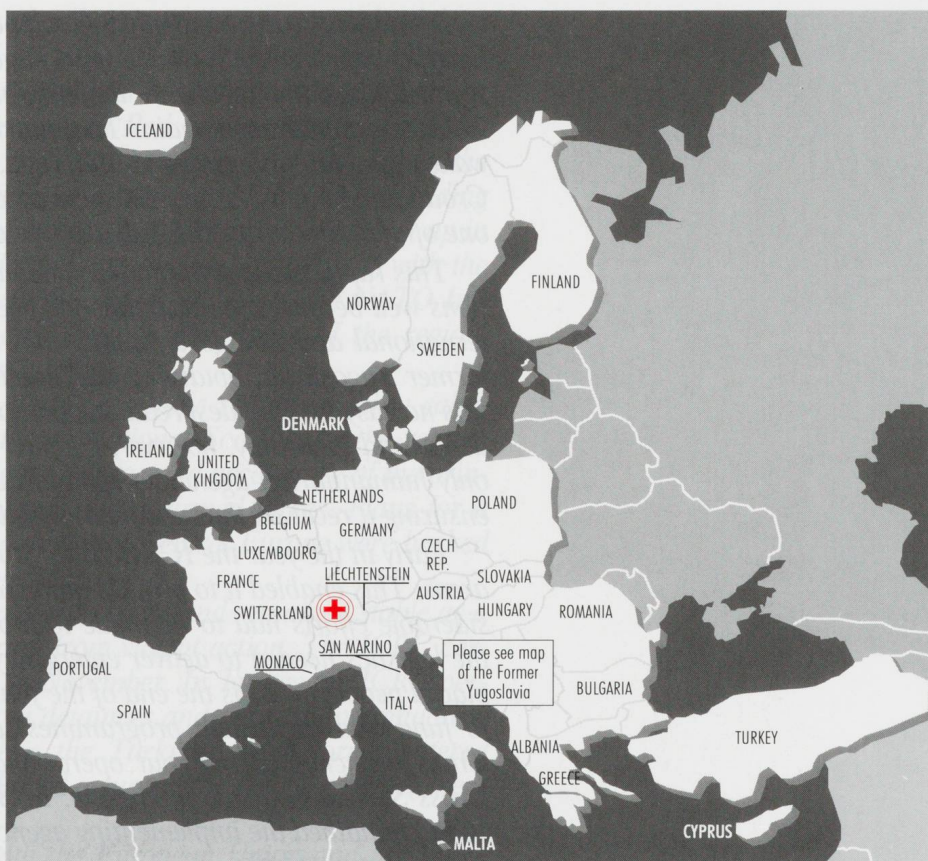 ICELAND
FINLAND
NORWAY
SWEDEN
DENMARK
IRELAND
UNITED
KINGDOM
NETHERLANDS
POLAND
BELGIUM
GERMANY
LUXEMBOURG
CZECH
REP.
FRANCE
LIECHTENSTEIN
SLOVAKIA
AUSTRIA
SWITZERLAND
HUNGARY
ROMANIA
SAN MARINO
MONACO
Please see map
of the Former
Yugoslavia
PORTUGAL
SPAIN
ITALY
BULGARIA
TURKEY
ALBANIA
GREECE
MALTA
CYPRUS